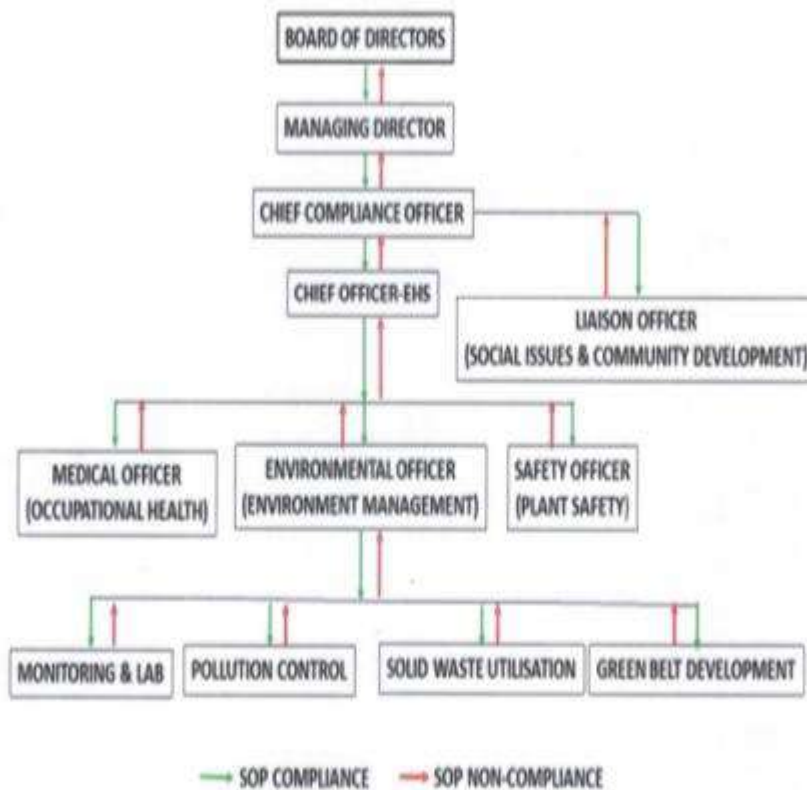 BOARD OF DIRECTORS
MANAGING DIRECTOR
CHIEF COMPLIANCE OFFICER
CHIEF OFFICER-EHS
LIAISON OFFICER
(SOCIAL ISSUES & COMMUNITY DEVELOPMENT)
MEDICAL OFFICER
(OCCUPATIONAL HEALTH)
ENVIRONMENTAL OFFICER
(ENVIRONMENT MANAGEMENT)
SAFETY OFFICER
(PLANT SAFETY)
MONITORING & LAB
POLLUTION CONTROL
SOLID WASTE UTILISATION
GREEN BELT DEVELOPMENT
SOP COMPLIANCE
SOP NON-COMPLIANCE